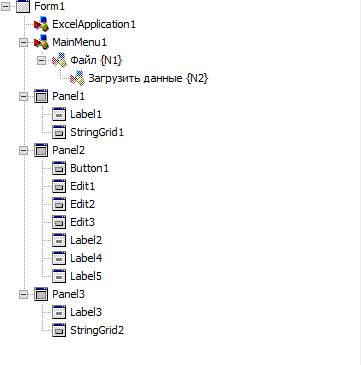 Form1
ExcelApplication1
MainMenu1
Файл {N1}
Загрузить данные {N2}
Panel1
Label1
StringGrid1
Panel2
Button1
Edit1
Edit2
Edit3
Label2
Label4
Label5
Panel3
Label3
StringGrid2